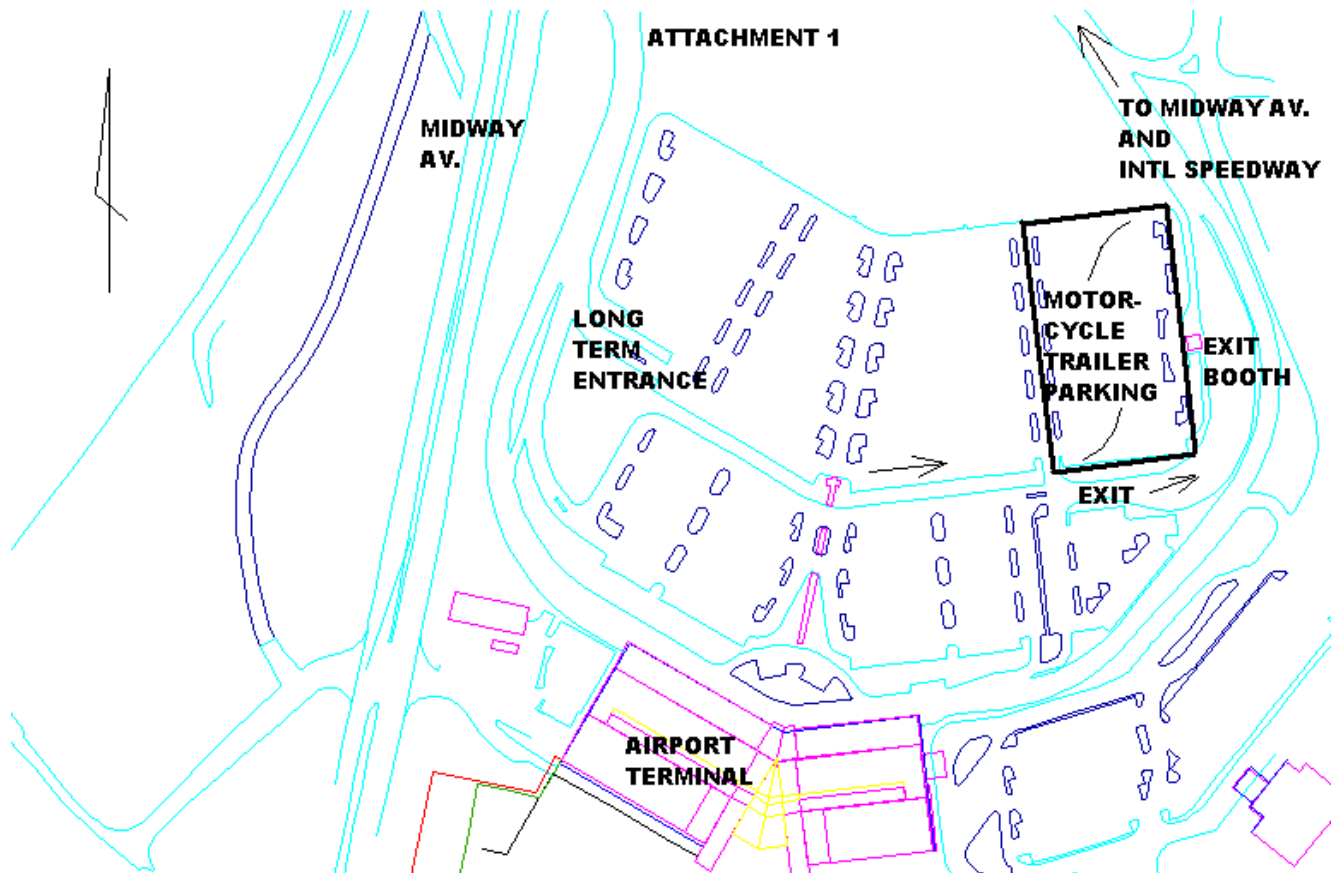 ATTACHMENT 1
TO MIDWAY AV.
AND
INTL SPEEDWAY
MIDWAY
AV.
LONG
TERM
ENTRANCE
MOTOR-
CYCLE
TRAILER
PARKING
EXIT
BOOTH
EXIT
AIRPORT
TERMINAL